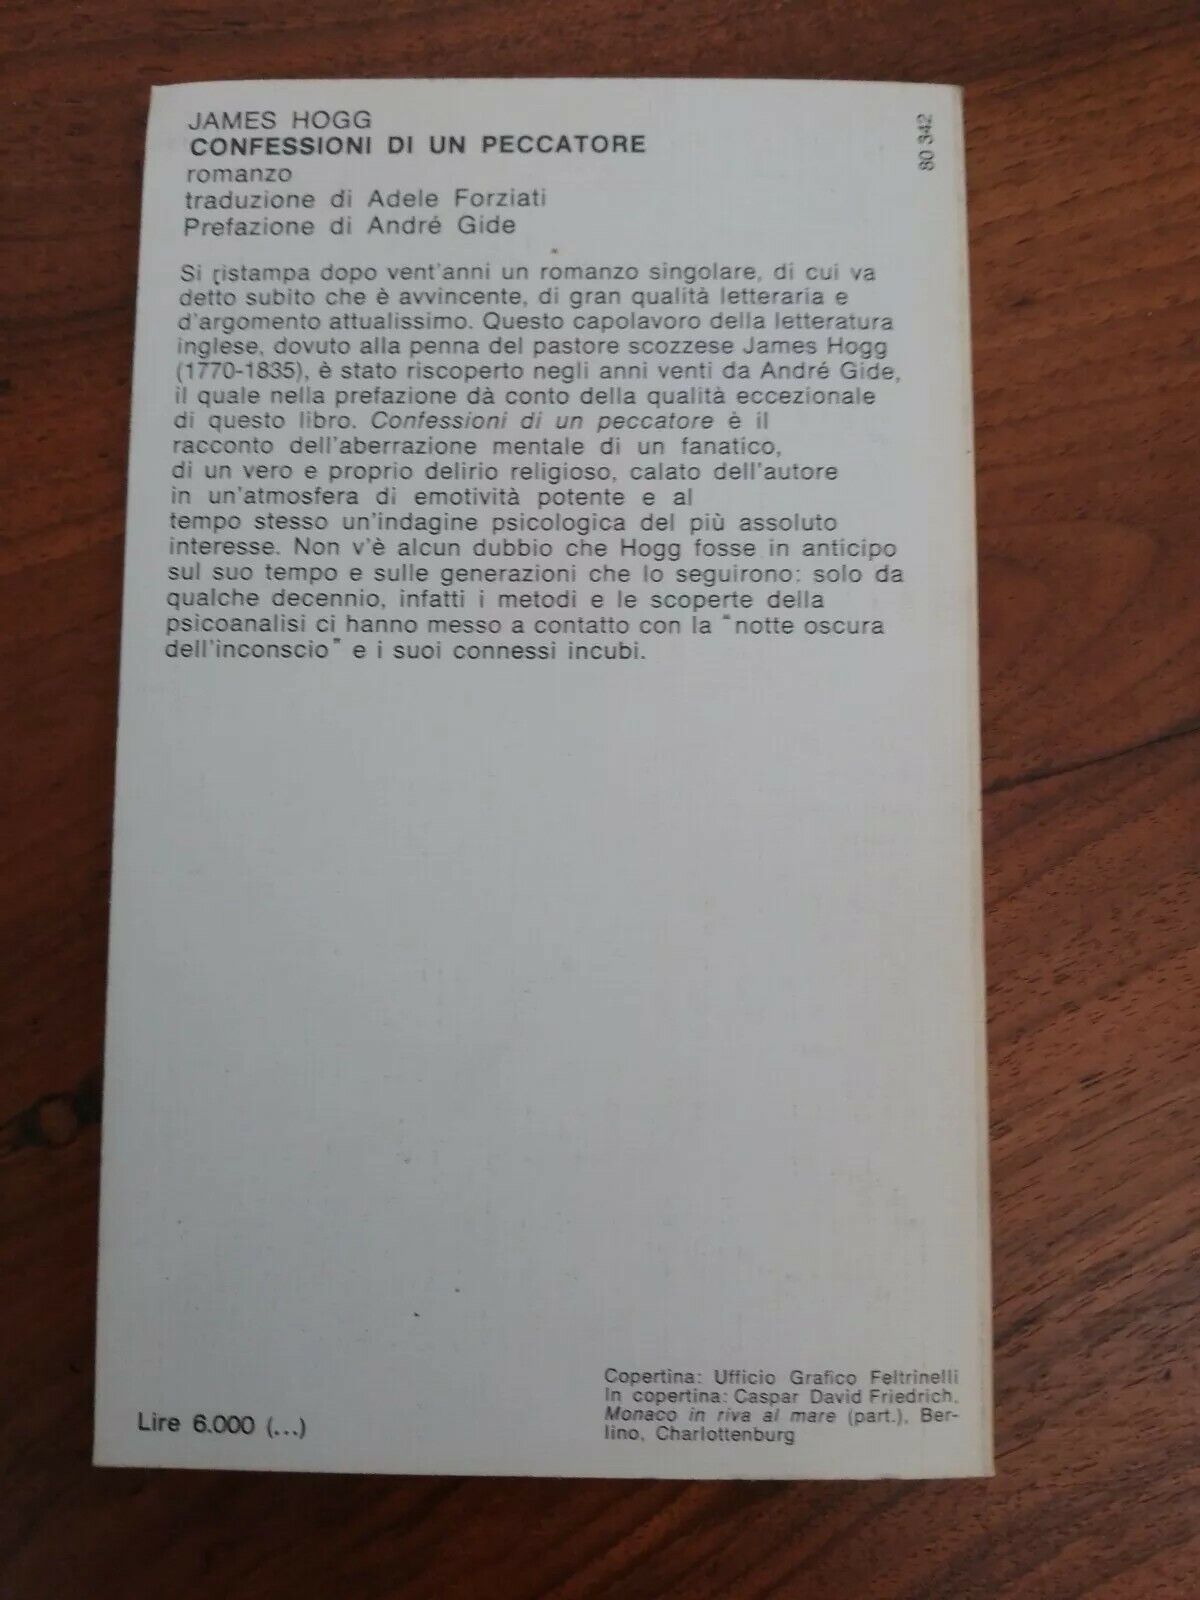 JAMES HOGG
CONFESSIONI DI UN PECCATORE
romanzo
traduzione di Adele Forziati
Prefazione di André Gide
80 342
Si ristampa dopo vent'anni un romanzo singolare, di cui va
detto subito che è avvincente, di gran qualità letteraria e
d'argomento attualissimo. Questo capolavoro della letteratura
inglese, dovuto alla penna del pastore scozzese James Hogg
(1770-1835), è stato riscoperto negli anni venti da André Gide,
il quale nella prefazione dà conto della qualità eccezionale
di questo libro. Confessioni di un peccatore è il
racconto dell'aberrazione mentale di un fanatico,
di un vero e proprio delirio religioso, calato dell'autore
in un'atmosfera di emotività potente e al
tempo stesso un'indagine psicologica del più assoluto
interesse. Non v'è alcun dubbio che Hogg fosse in anticipo
sul suo tempo e sulle generazioni che lo seguirono: solo da
qualche decennio, infatti i metodi e le scoperte della
psicoanalisi ci hanno messo a contatto con la "notte oscura
dell'inconscio" e i suoi connessi incubi.
Lire 6.000 (...)
Copertina: Ufficio Grafico Feltrinelli
In copertina: Caspar David Friedrich,
Monaco in riva al mare (part.), Ber-
lino, Charlottenburg